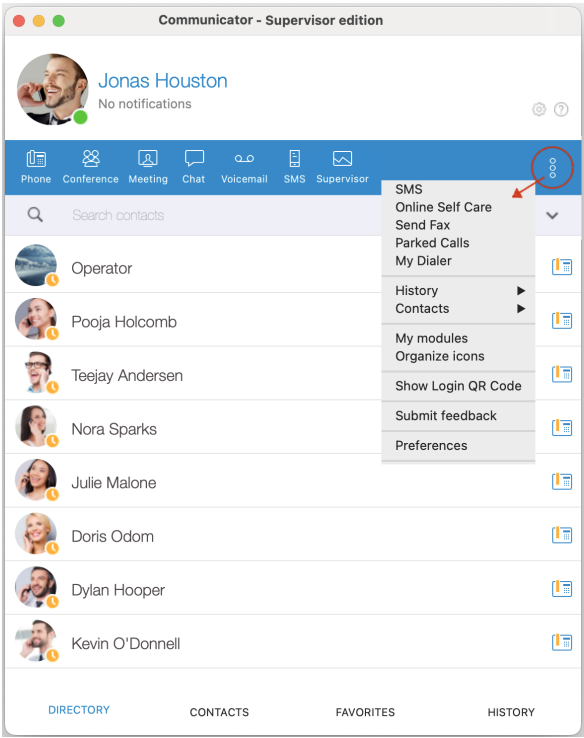 Communicator - Supervisor edition
Jonas Houston
No notifications
Phone Conference Meeting Chat Voicemail SMS Supervisor
Search contacts
SMS
Online Self Care
Send Fax
Parked Calls
My Dialer
History
Contacts
My modules
Organize icons
Show Login QR Code
Submit feedback
Preferences
Operator
Pooja Holcomb
Teejay Andersen
Nora Sparks
Julie Malone
Doris Odom
Dylan Hooper
Kevin O'Donnell
DIRECTORY CONTACTS FAVORITES HISTORY